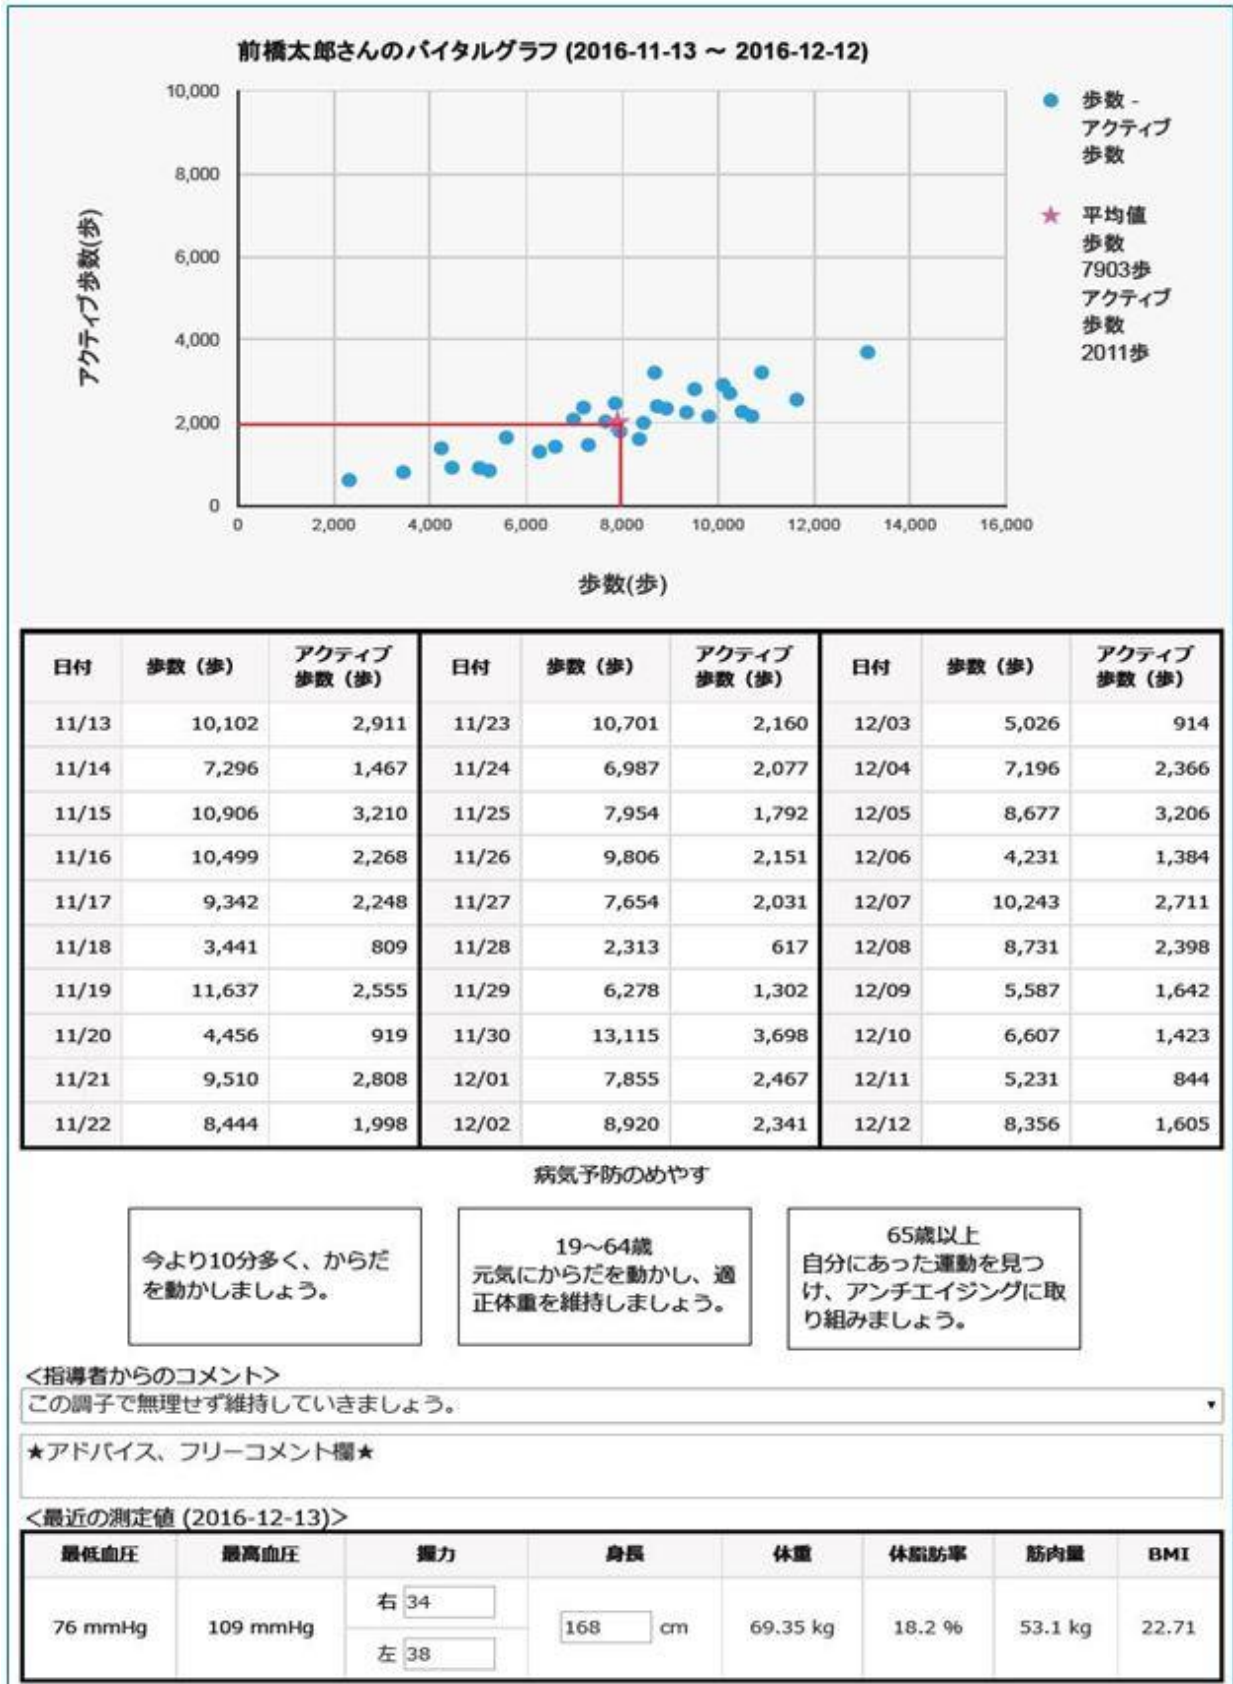 前橋太郎さんのバイタルグラフ (2016-11-13 ～ 2016-12-12)
アクティブ歩数(歩)
10,000
8,000
6,000
4,000
2,000
0
0 2,000 4,000 6,000 8,000 10,000 12,000 14,000 16,000
歩数(歩)
歩数 -
アクティブ
歩数
平均値
歩数
7903歩
アクティブ
歩数
2011歩
日付 歩数 (歩) アクティブ歩数 (歩) 日付 歩数 (歩) アクティブ歩数 (歩) 日付 歩数 (歩) アクティブ歩数 (歩)
11/13 10,102 2,911 11/23 10,701 2,160 12/03 5,026 914
11/14 7,296 1,467 11/24 6,987 2,077 12/04 7,196 2,366
11/15 10,906 3,210 11/25 7,954 1,792 12/05 8,677 3,206
11/16 10,499 2,268 11/26 9,806 2,151 12/06 4,231 1,384
11/17 9,342 2,248 11/27 7,654 2,031 12/07 10,243 2,711
11/18 3,441 809 11/28 2,313 617 12/08 8,731 2,398
11/19 11,637 2,555 11/29 6,278 1,302 12/09 5,587 1,642
11/20 4,456 919 11/30 13,115 3,698 12/10 6,607 1,423
11/21 9,510 2,808 12/01 7,855 2,467 12/11 5,231 844
11/22 8,444 1,998 12/02 8,920 2,341 12/12 8,356 1,605
病気予防のめやす
今より10分多く、からだ
を動かしましょう。
19～64歳
元気にからだを動かし、適
正体重を維持しましょう。
65歳以上
自分にあった運動を見つ
け、アンチエイジングに取
り組みましょう。
＜指導者からのコメント＞
この調子で無理せず維持していきましょう。
★アドバイス、フリーコメント欄★
＜最近の測定値 (2016-12-13)＞
最低血圧 最高血圧 握力 身長 体重 体脂肪率 筋肉量 BMI
76 mmHg 109 mmHg 右 34 168 cm 69.35 kg 18.2 % 53.1 kg 22.71
左 38